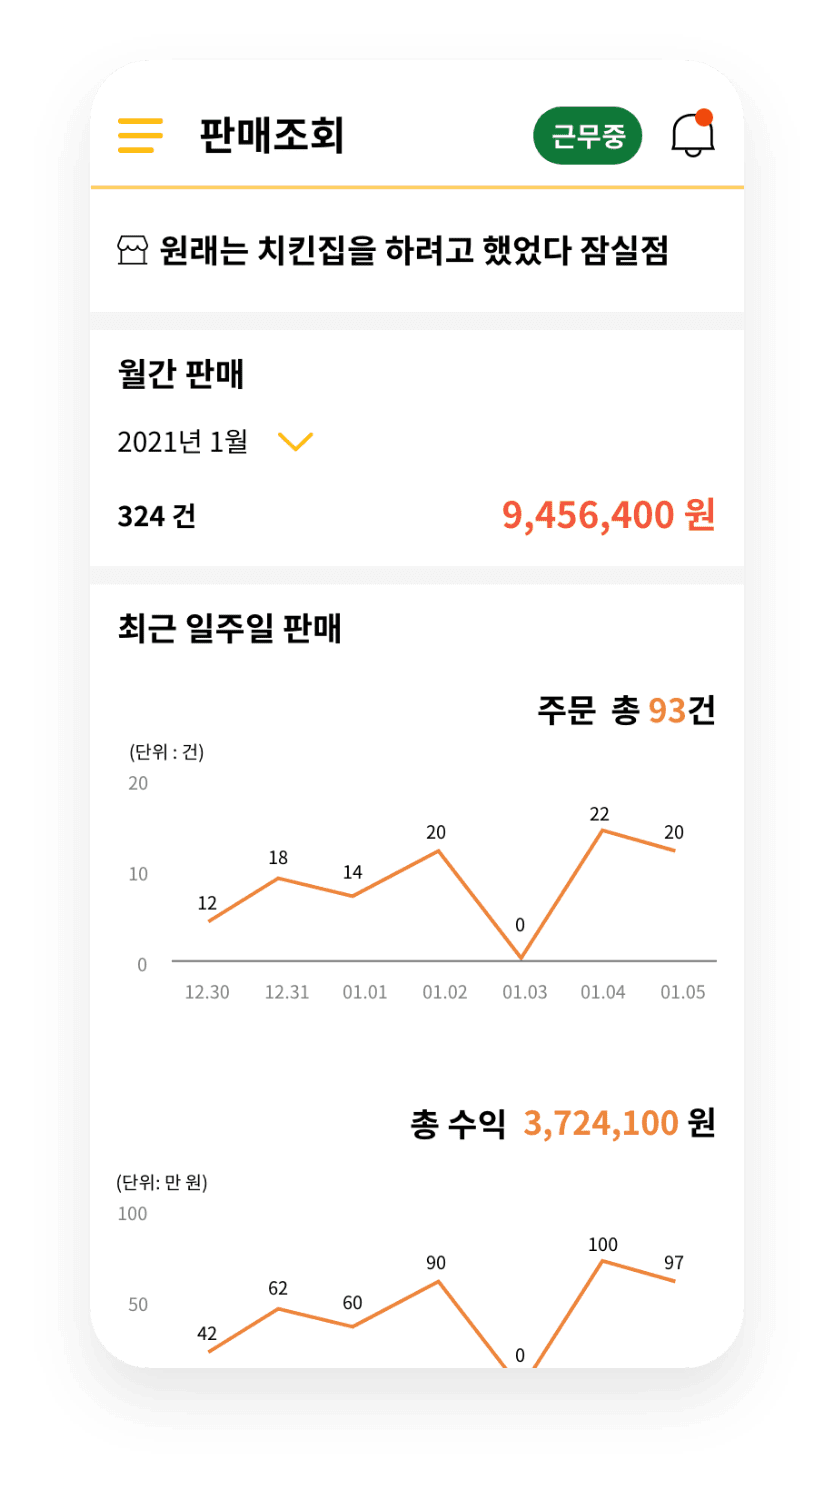 판매조회 근무중
원래는 치킨집을 하려고 했었다 잠실점
월간 판매
2021년 1월
324 건 9,456,400 원
최근 일주일 판매
주문 총 93건
(단위 : 건)
20
22
20
20
18
10
14
12
0
0
12.30 12.31 01.01 01.02 01.03 01.04 01.05
총 수익 3,724,100 원
(단위: 만 원)
100
100
90
97
62
50
60
42
0